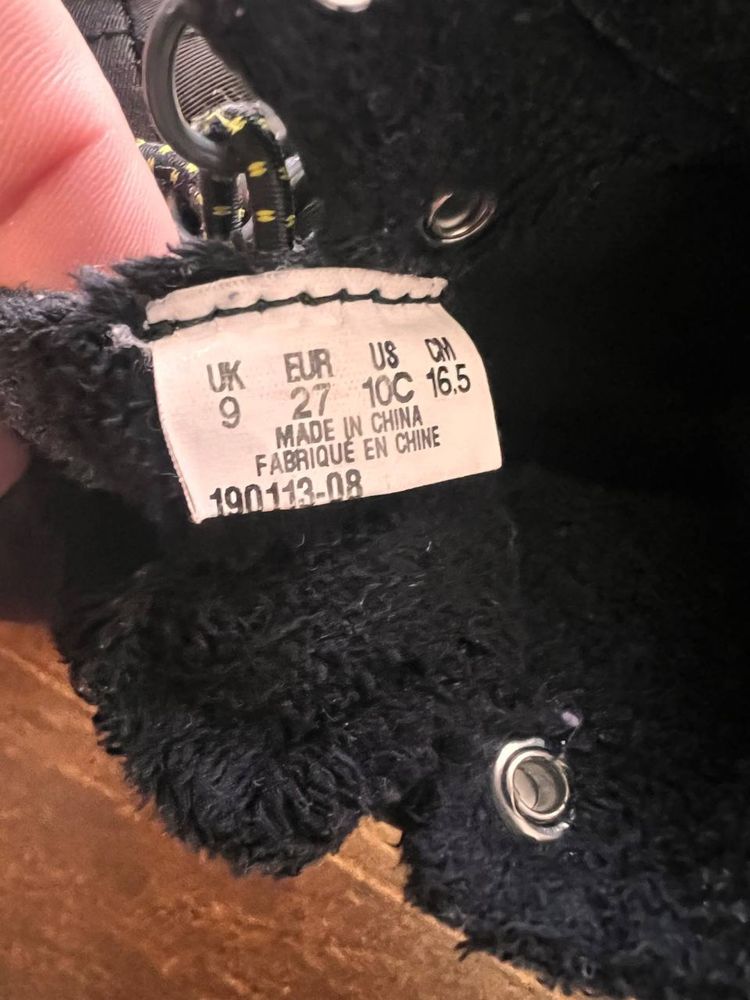 UK EUR US CM
9 27 10C 16.5
MADE IN CHINA
FABRIQUÉ EN CHINE
190113-08